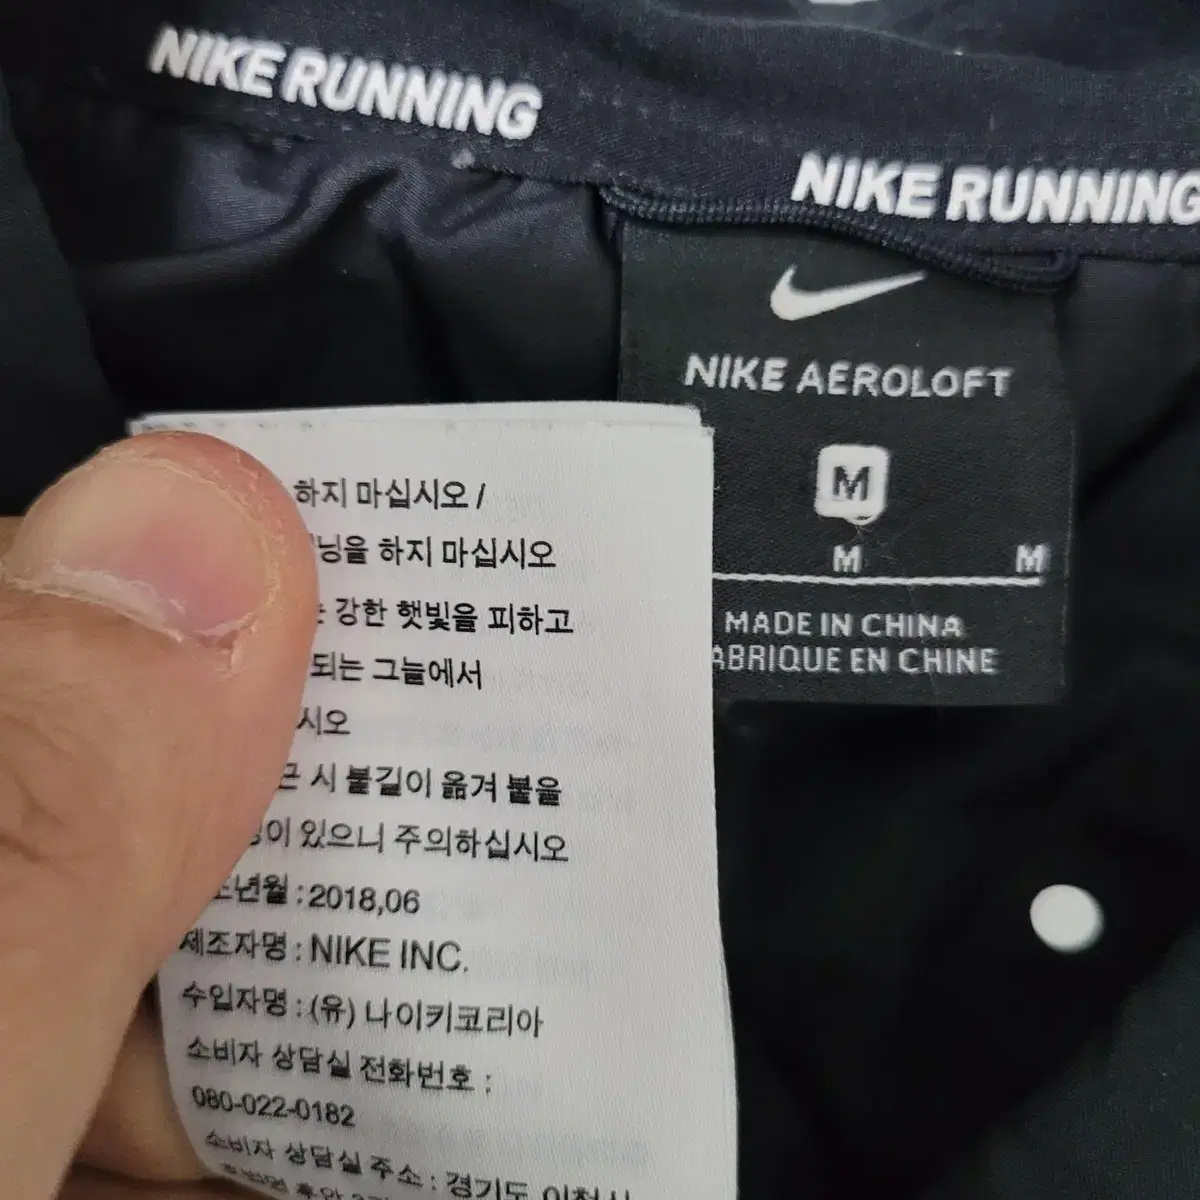 NIKE RUNNING
NIKE RUNNING
NIKE AEROLOFT
M
M M
MADE IN CHINA
ABRIQUE EN CHINE
하지 마십시오 /
닝을 하지 마십시오
는 강한 햇빛을 피하고
되는 그늘에서
시오
근 시 불길이 옮겨 붙을
이 있으니 주의하십시오
조년월 : 2018,06
제조자명 : NIKE INC.
수입자명 : (유) 나이키코리아
소비자 상담실 전화번호 :
080-022-0182
소비자 상담실 주소 : 경기도 이천시